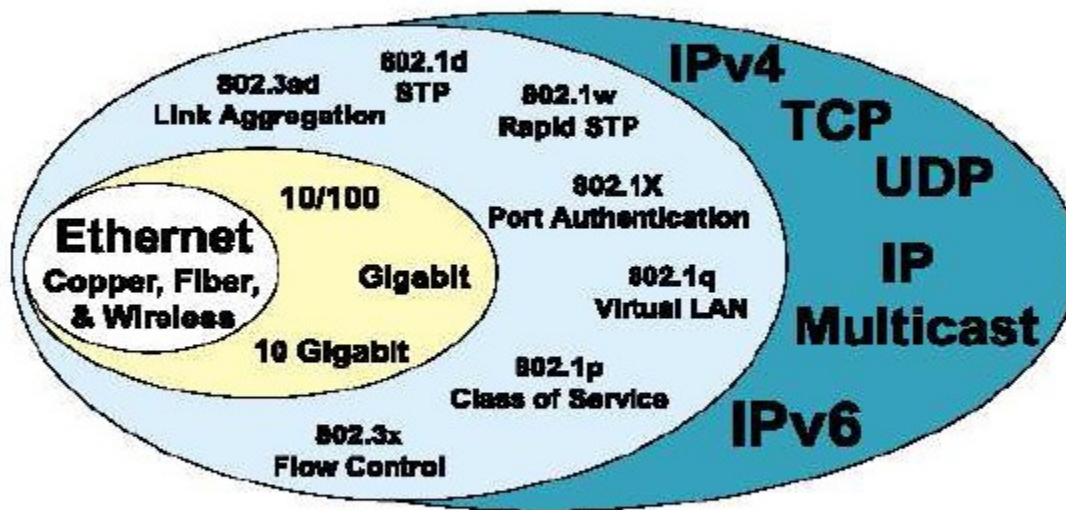 802.3ad
Link Aggregation
802.1d
STP
802.1w
Rapid STP
IPv4
TCP
UDP
IP
Multicast
IPv6
802.1X
Port Authentication
802.1q
Virtual LAN
802.1p
Class of Service
802.3x
Flow Control
10/100
Gigabit
10 Gigabit
Ethernet
Copper, Fiber,
& Wireless